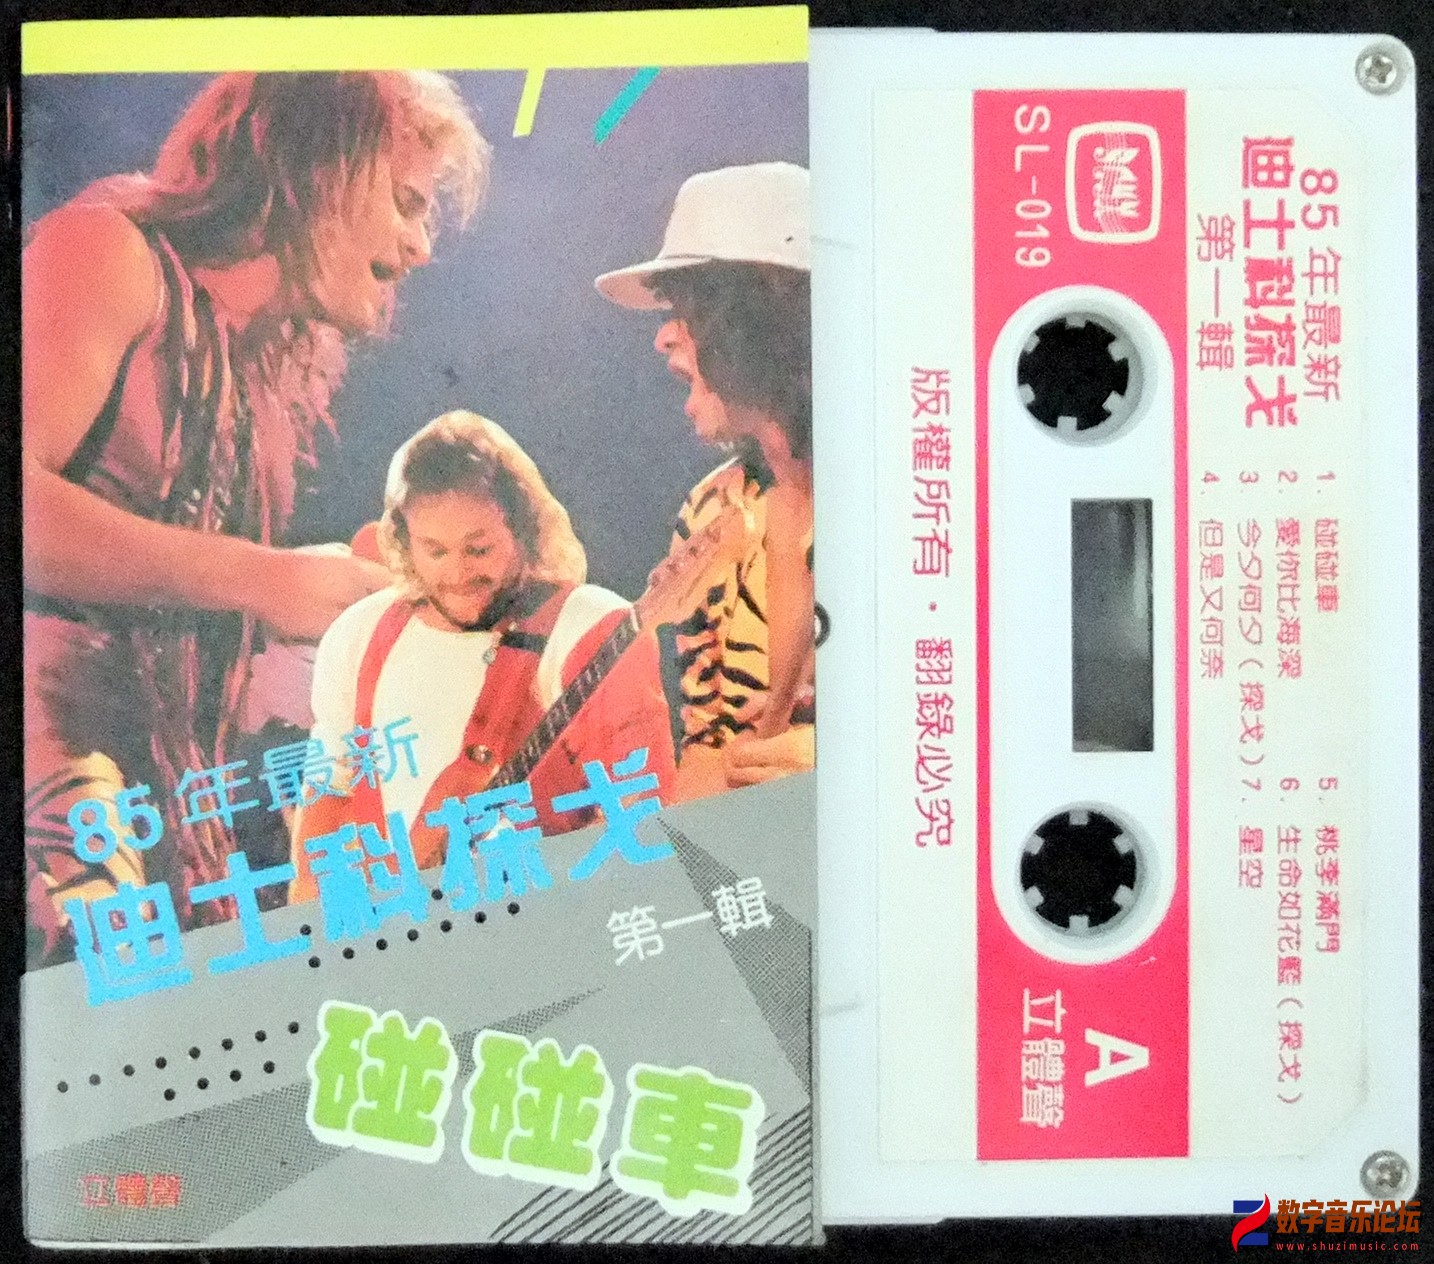 85年最新
迪士科探戈
第一輯
碰碰車
立體聲
SL-019
85年最新
迪士科探戈
第一輯
1. 碰碰車
2. 愛你比海深
3. 今夕何夕(探戈)
4. 但是又何奈
5. 桃李滿門
6. 生命如花籃(探戈)
7. 星空
A
立體聲
版權所有·翻錄必究
数字音乐论坛
www.shuzimusic.com